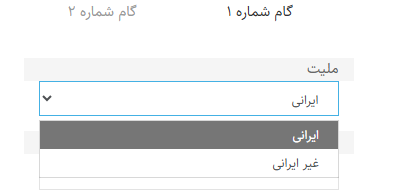 گام شماره ۱
گام شماره ۲
ملیت
ایرانی
ایرانی
غیر ایرانی